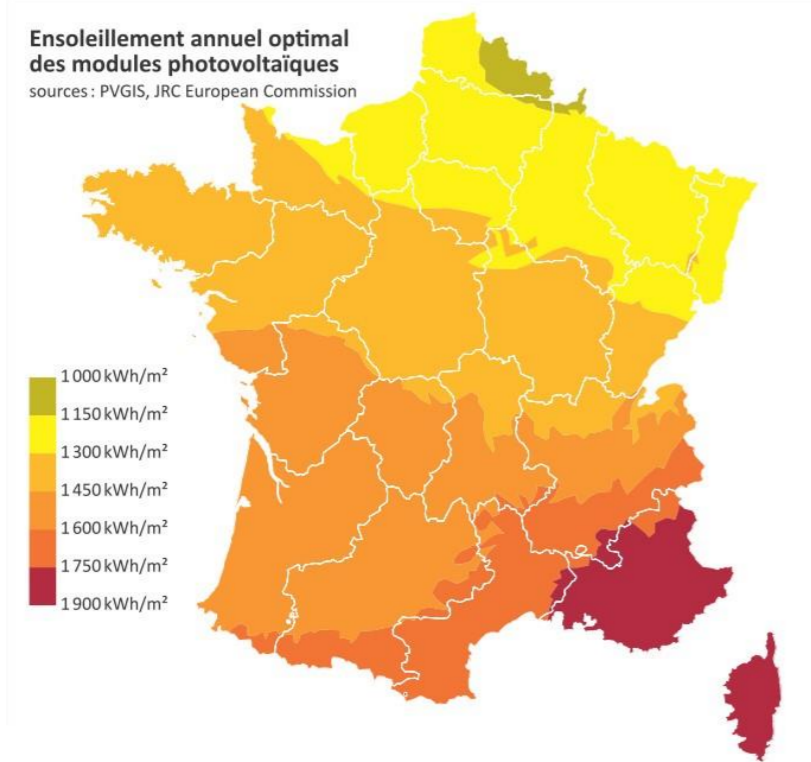 Ensoleillement annuel optimal
des modules photovoltaïques
sources : PVGIS, JRC European Commission
1 000 kWh/m²
1 150 kWh/m²
1 300 kWh/m²
1 450 kWh/m²
1 600 kWh/m²
1 750 kWh/m²
1 900 kWh/m²